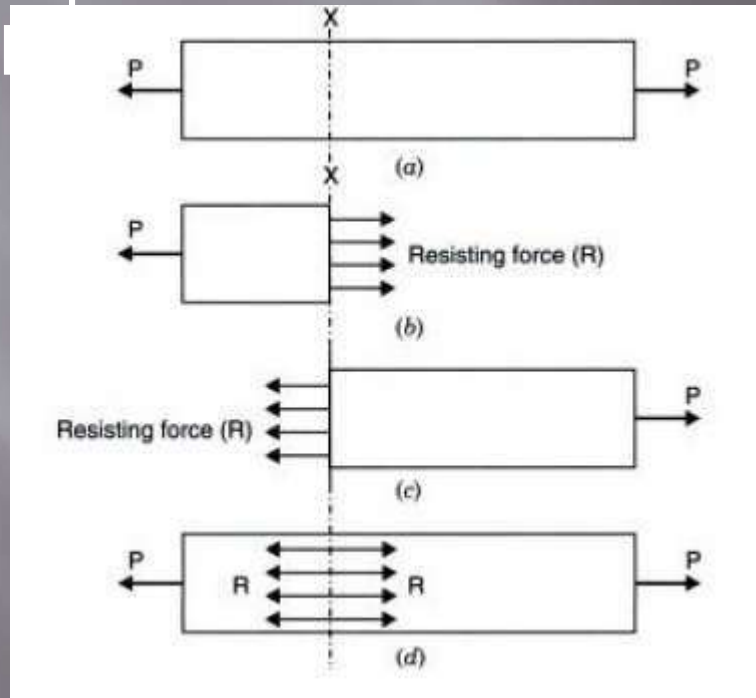 X
P P
(a)
X
P
Resisting force (R)
(b)
P
Resisting force (R)
(c)
P P
R R
(d)